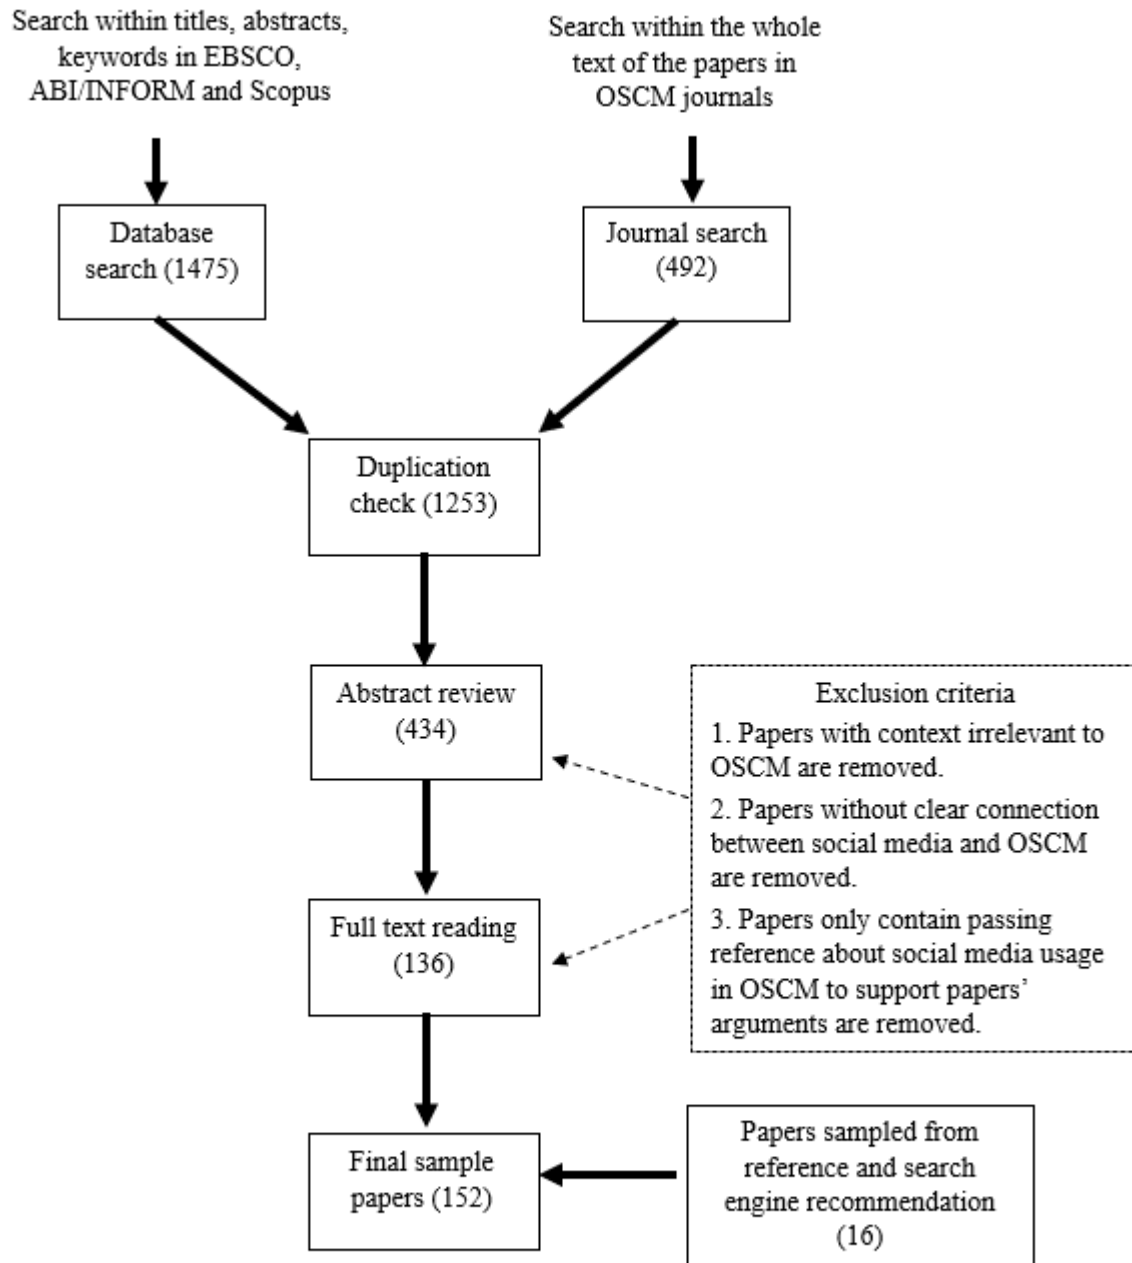 Search within titles, abstracts,
keywords in EBSCO,
ABI/INFORM and Scopus
Search within the whole
text of the papers in
OSCM journals
Database
search (1475)
Journal search
(492)
Duplication
check (1253)
Abstract review
(434)
Exclusion criteria
1. Papers with context irrelevant to
OSCM are removed.
2. Papers without clear connection
between social media and OSCM
are removed.
3. Papers only contain passing
reference about social media usage
in OSCM to support papers’
arguments are removed.
Full text reading
(136)
Final sample
papers (152)
Papers sampled from
reference and search
engine recommendation
(16)